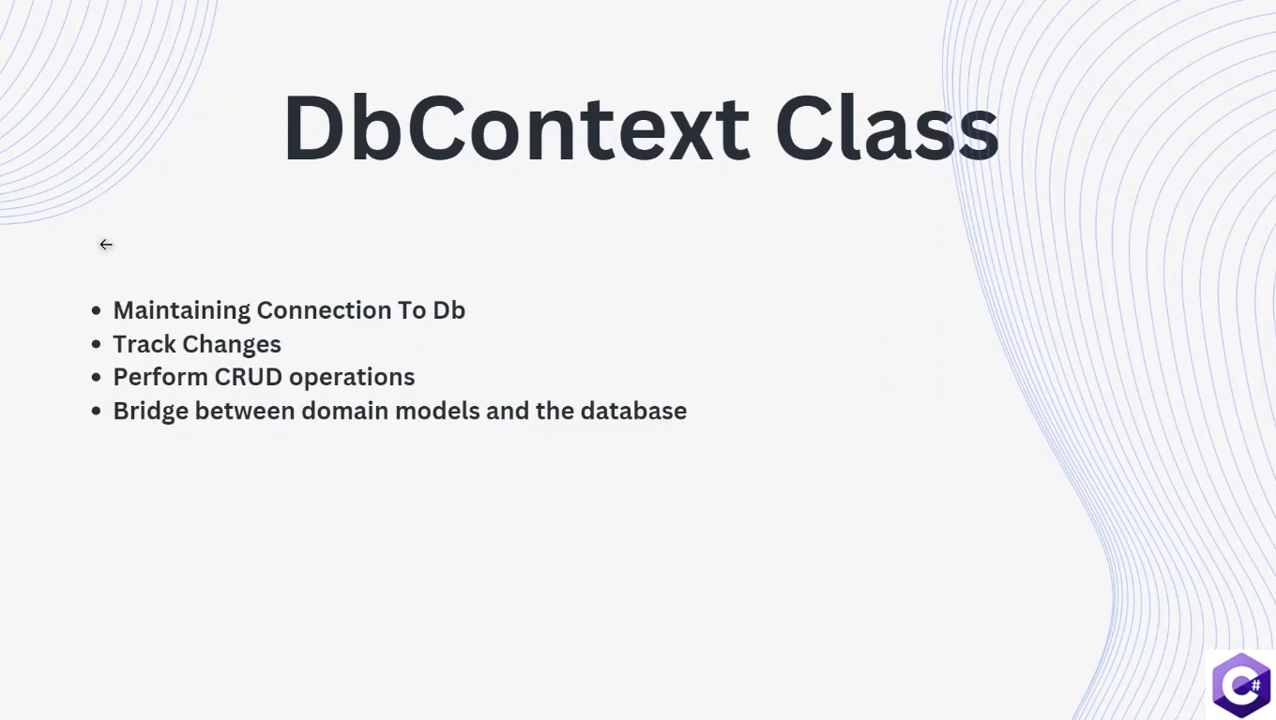 DbContext Class
Maintaining Connection To Db
Track Changes
Perform CRUD operations
Bridge between domain models and the database
C#